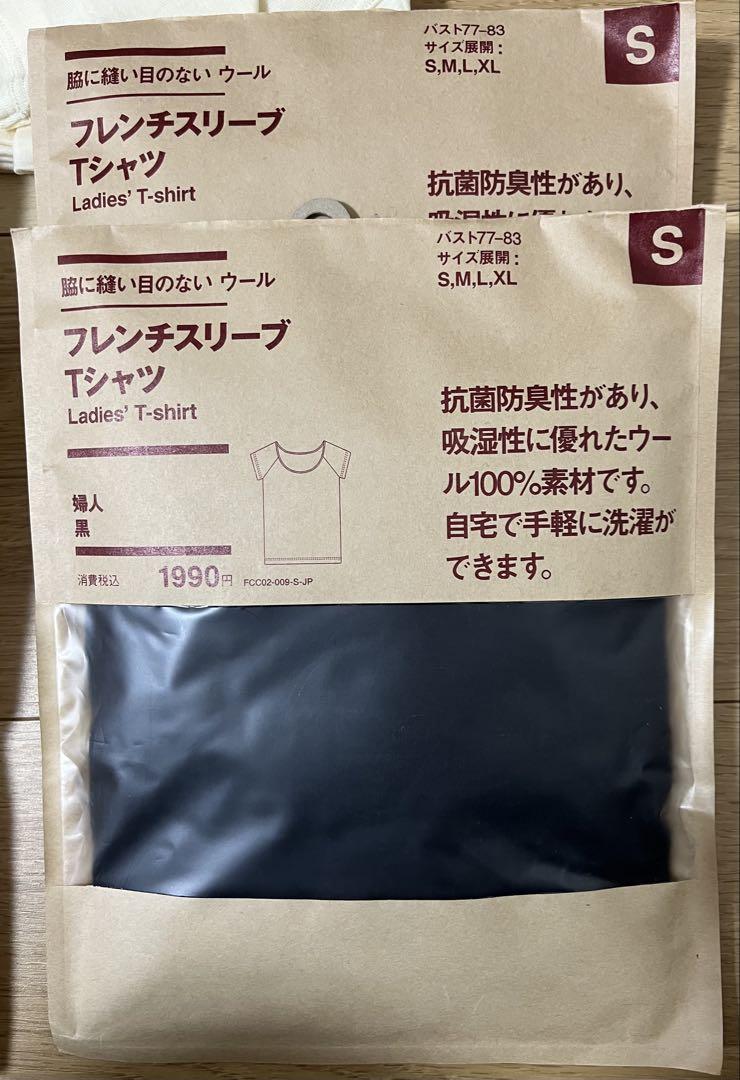 脇に縫い目のない ウール
フレンチスリーブ
Tシャツ
Ladies' T-shirt
バスト77–83
サイズ展開：
S,M,L,XL
S
抗菌防臭性があり、
吸湿性に優れた
脇に縫い目のない ウール
フレンチスリーブ
Tシャツ
Ladies' T-shirt
婦人
黒
消費税込 1990円
FCC02-009-S-JP
バスト77–83
サイズ展開：
S,M,L,XL
S
抗菌防臭性があり、
吸湿性に優れたウー
ル100%素材です。
自宅で手軽に洗濯が
できます。